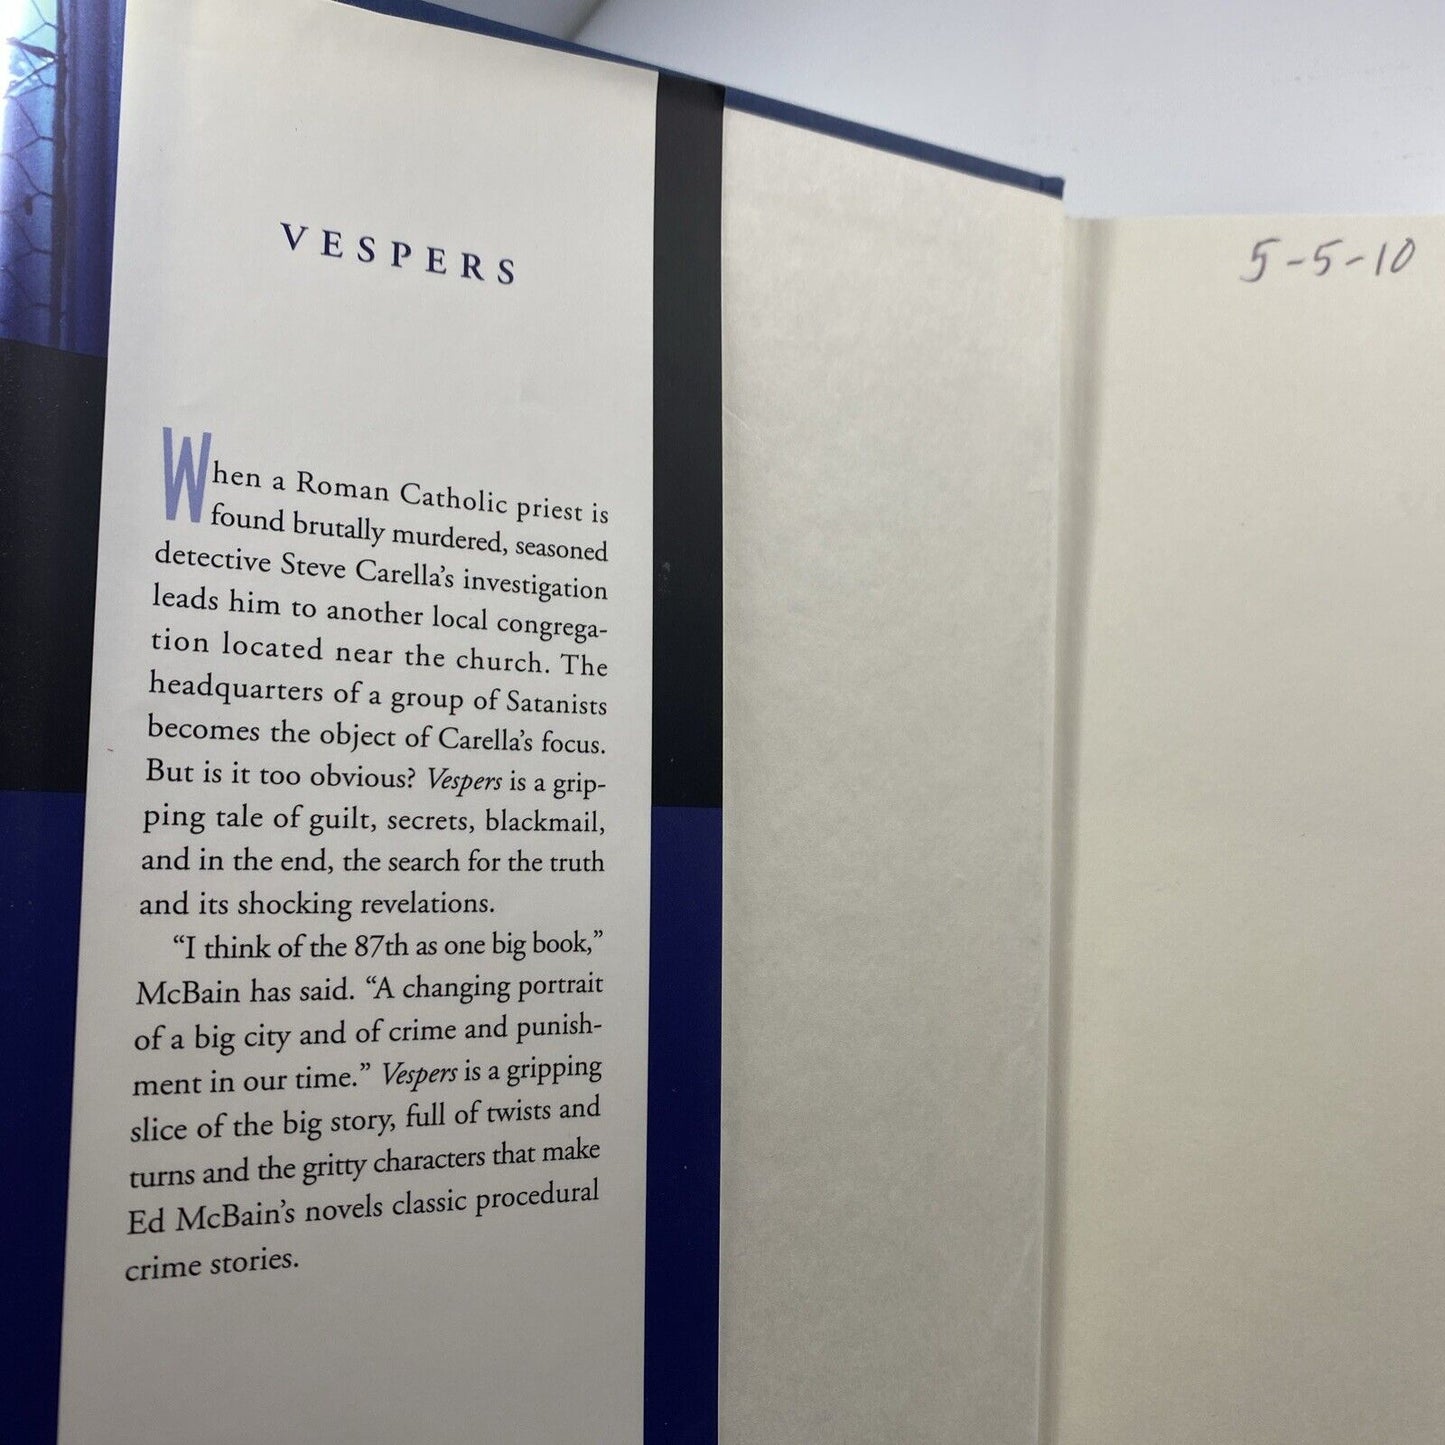 VESPERS
When a Roman Catholic priest is
found brutally murdered, seasoned
detective Steve Carella's investigation
leads him to another local congrega-
tion located near the church. The
headquarters of a group of Satanists
becomes the object of Carella's focus.
But is it too obvious? Vespers is a grip-
ping tale of guilt, secrets, blackmail,
and in the end, the search for the truth
and its shocking revelations.
“I think of the 87th as one big book,”
McBain has said. “A changing portrait
of a big city and of crime and punish-
ment in our time.” Vespers is a gripping
slice of the big story, full of twists and
turns and the gritty characters that make
Ed McBain's novels classic procedural
crime stories.
5-5-10